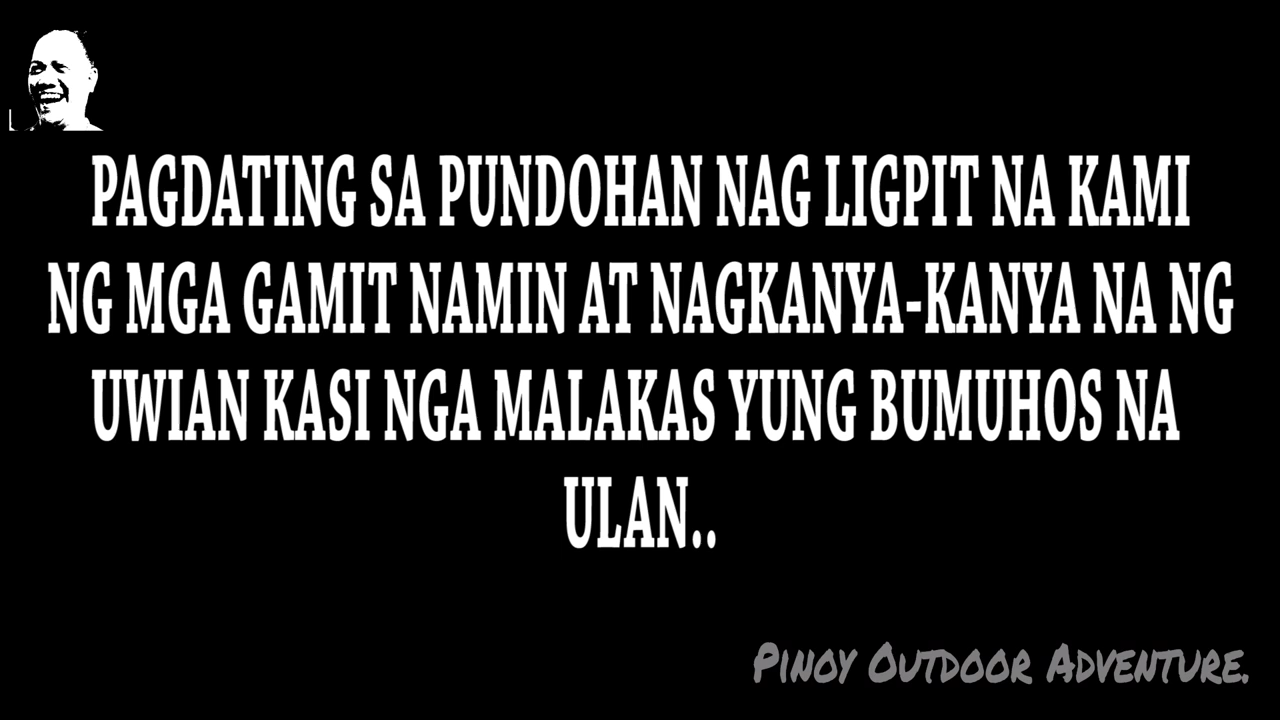 PAGDATING SA PUNDOHAN NAG LIGPIT NA KAMI
NG MGA GAMIT NAMIN AT NAGKANYA-KANYA NA NG
UWIAN KASI NGA MALAKAS YUNG BUMUHOS NA
ULAN..
PINOY OUTDOOR ADVENTURE.